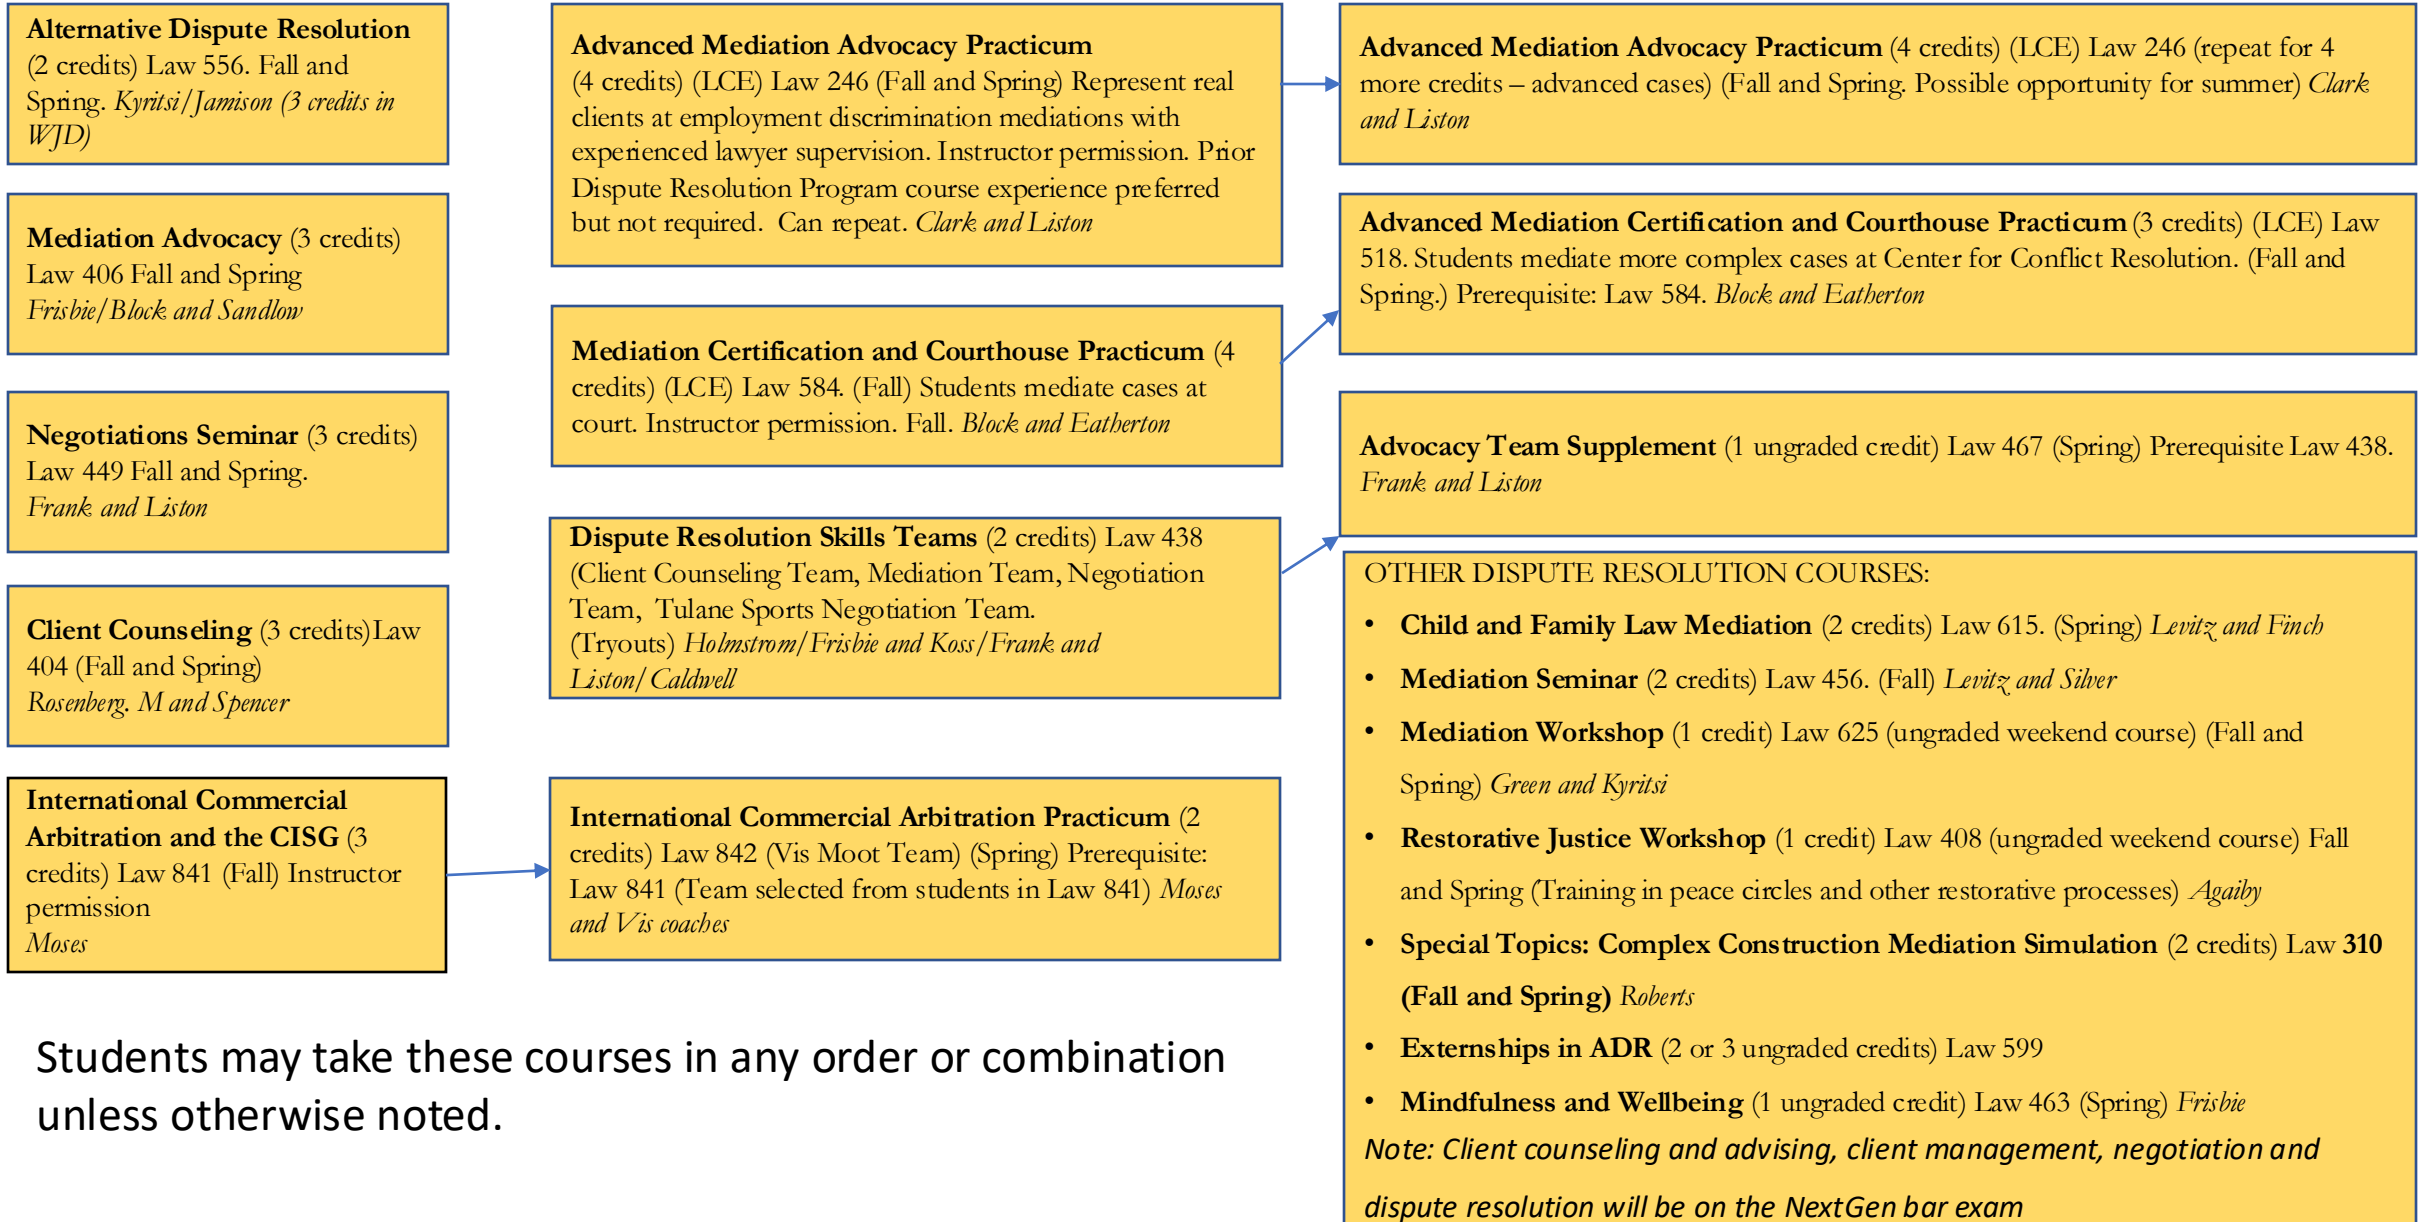 Alternative Dispute Resolution
(2 credits) Law 556. Fall and
Spring. Kyritsi/Jamison (3 credits in
WJD)
Mediation Advocacy (3 credits)
Law 406 Fall and Spring
Frisbie/Block and Sandlow
Negotiations Seminar (3 credits)
Law 449 Fall and Spring.
Frank and Liston
Client Counseling (3 credits)Law
404 (Fall and Spring)
Rosenberg. M and Spencer
International Commercial
Arbitration and the CISG (3
credits) Law 841 (Fall) Instructor
permission
Moses
Advanced Mediation Advocacy Practicum
(4 credits) (LCE) Law 246 (Fall and Spring) Represent real
clients at employment discrimination mediations with
experienced lawyer supervision. Instructor permission. Prior
Dispute Resolution Program course experience preferred
but not required. Can repeat. Clark and Liston
Mediation Certification and Courthouse Practicum (4
credits) (LCE) Law 584. (Fall) Students mediate cases at
court. Instructor permission. Fall. Block and Eatherton
Dispute Resolution Skills Teams (2 credits) Law 438
(Client Counseling Team, Mediation Team, Negotiation
Team, Tulane Sports Negotiation Team.
(Tryouts) Holmstrom/Frisbie and Koss/Frank and
Liston/Caldwell
International Commercial Arbitration Practicum (2
credits) Law 842 (Vis Moot Team) (Spring) Prerequisite:
Law 841 (Team selected from students in Law 841) Moses
and Vis coaches
Advanced Mediation Advocacy Practicum (4 credits) (LCE) Law 246 (repeat for 4
more credits – advanced cases) (Fall and Spring. Possible opportunity for summer) Clark
and Liston
Advanced Mediation Certification and Courthouse Practicum (3 credits) (LCE) Law
518. Students mediate more complex cases at Center for Conflict Resolution. (Fall and
Spring.) Prerequisite: Law 584. Block and Eatherton
Advocacy Team Supplement (1 ungraded credit) Law 467 (Spring) Prerequisite Law 438.
Frank and Liston
OTHER DISPUTE RESOLUTION COURSES:
• Child and Family Law Mediation (2 credits) Law 615. (Spring) Levitz and Finch
• Mediation Seminar (2 credits) Law 456. (Fall) Levitz and Silver
• Mediation Workshop (1 credit) Law 625 (ungraded weekend course) (Fall and
Spring) Green and Kyritsi
• Restorative Justice Workshop (1 credit) Law 408 (ungraded weekend course) Fall
and Spring (Training in peace circles and other restorative processes) Agaiby
• Special Topics: Complex Construction Mediation Simulation (2 credits) Law 310
(Fall and Spring) Roberts
• Externships in ADR (2 or 3 ungraded credits) Law 599
• Mindfulness and Wellbeing (1 ungraded credit) Law 463 (Spring) Frisbie
Note: Client counseling and advising, client management, negotiation and
dispute resolution will be on the NextGen bar exam
Students may take these courses in any order or combination
unless otherwise noted.